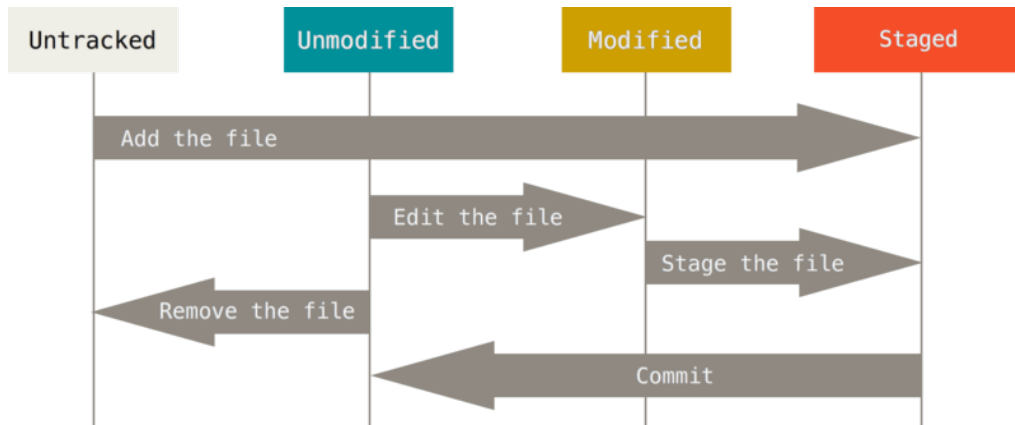 Untracked
Unmodified
Modified
Staged
Add the file
Edit the file
Stage the file
Remove the file
Commit